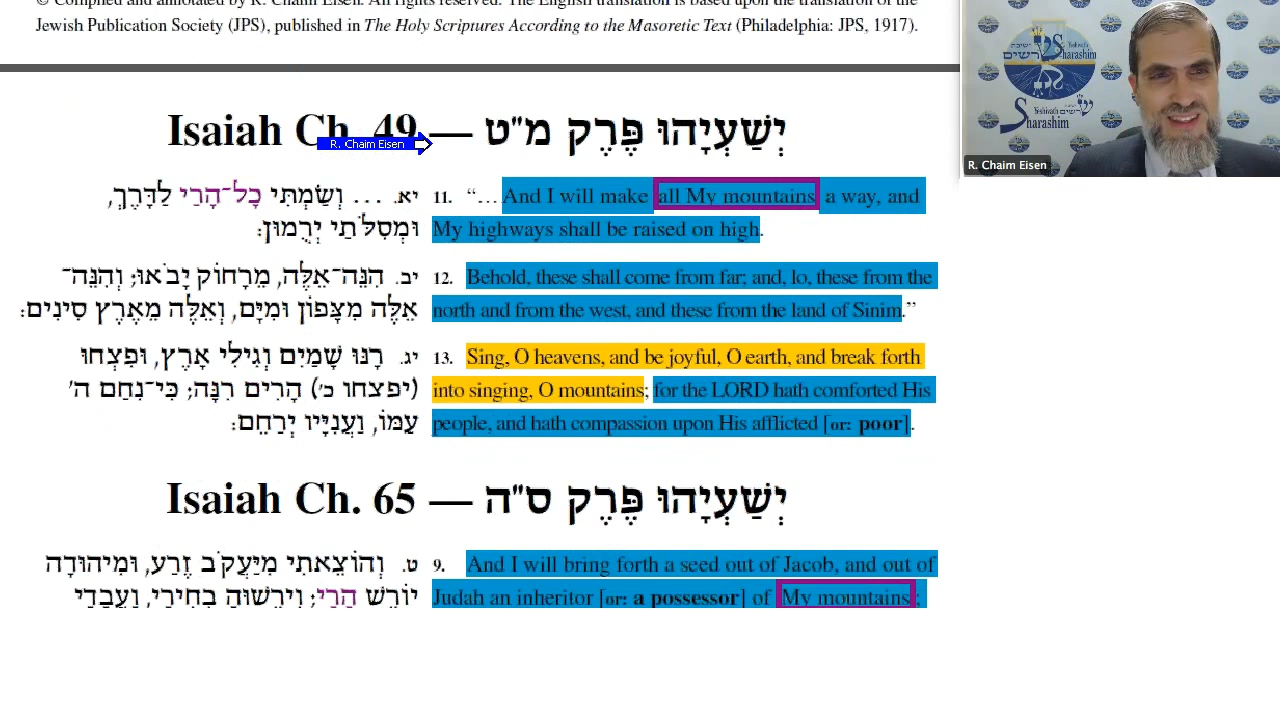 © Compiled and annotated by R. Chaim Eisen. All rights reserved. The English translation is based upon the translation of the
Jewish Publication Society (JPS), published in The Holy Scriptures According to the Masoretic Text (Philadelphia: JPS, 1917).
Isaiah Ch. 49 — יְשַׁעְיָהוּ פֶּרֶק מ"ט
R. Chaim Eisen
יא. ... וְשַׂמְתִּי כָל־הָרַי לַדָּרֶךְ,
וּמְסִלֹּתַי יְרֻמוּן:
11. “…And I will make all My mountains a way, and
My highways shall be raised on high.
יב. הִנֵּה־אֵלֶּה, מֵרָחוֹק יָבֹאוּ; וְהִנֵּה־
אֵלֶּה מִצָּפוֹן וּמִיָּם, וְאֵלֶּה מֵאֶרֶץ סִינִים:
12. Behold, these shall come from far; and, lo, these from the
north and from the west, and these from the land of Sinim.”
יג. רָנּוּ שָׁמַיִם וְגִילִי אָרֶץ, וּפִצְחוּ
(יפצחו כ') הָרִים רִנָּה; כִּי־נִחַם ה'
עַמּוֹ, וַעֲנִיָּיו יְרַחֵם:
13. Sing, O heavens, and be joyful, O earth, and break forth
into singing, O mountains; for the LORD hath comforted His
people, and hath compassion upon His afflicted [or: poor].
Isaiah Ch. 65 — יְשַׁעְיָהוּ פֶּרֶק ס"ה
ט. וְהוֹצֵאתִי מִיַּעֲקֹב זֶרַע, וּמִיהוּדָה
יוֹרֵשׁ הָרָי; וִירֵשׁוּהָ בְחִירַי, וַעֲבָדַי
9. And I will bring forth a seed out of Jacob, and out of
Judah an inheritor [or: a possessor] of My mountains;
ישיבת
שרשים
Yeshivath
Sharashim
Yeshivath שרשים
Sharashim
R. Chaim Eisen